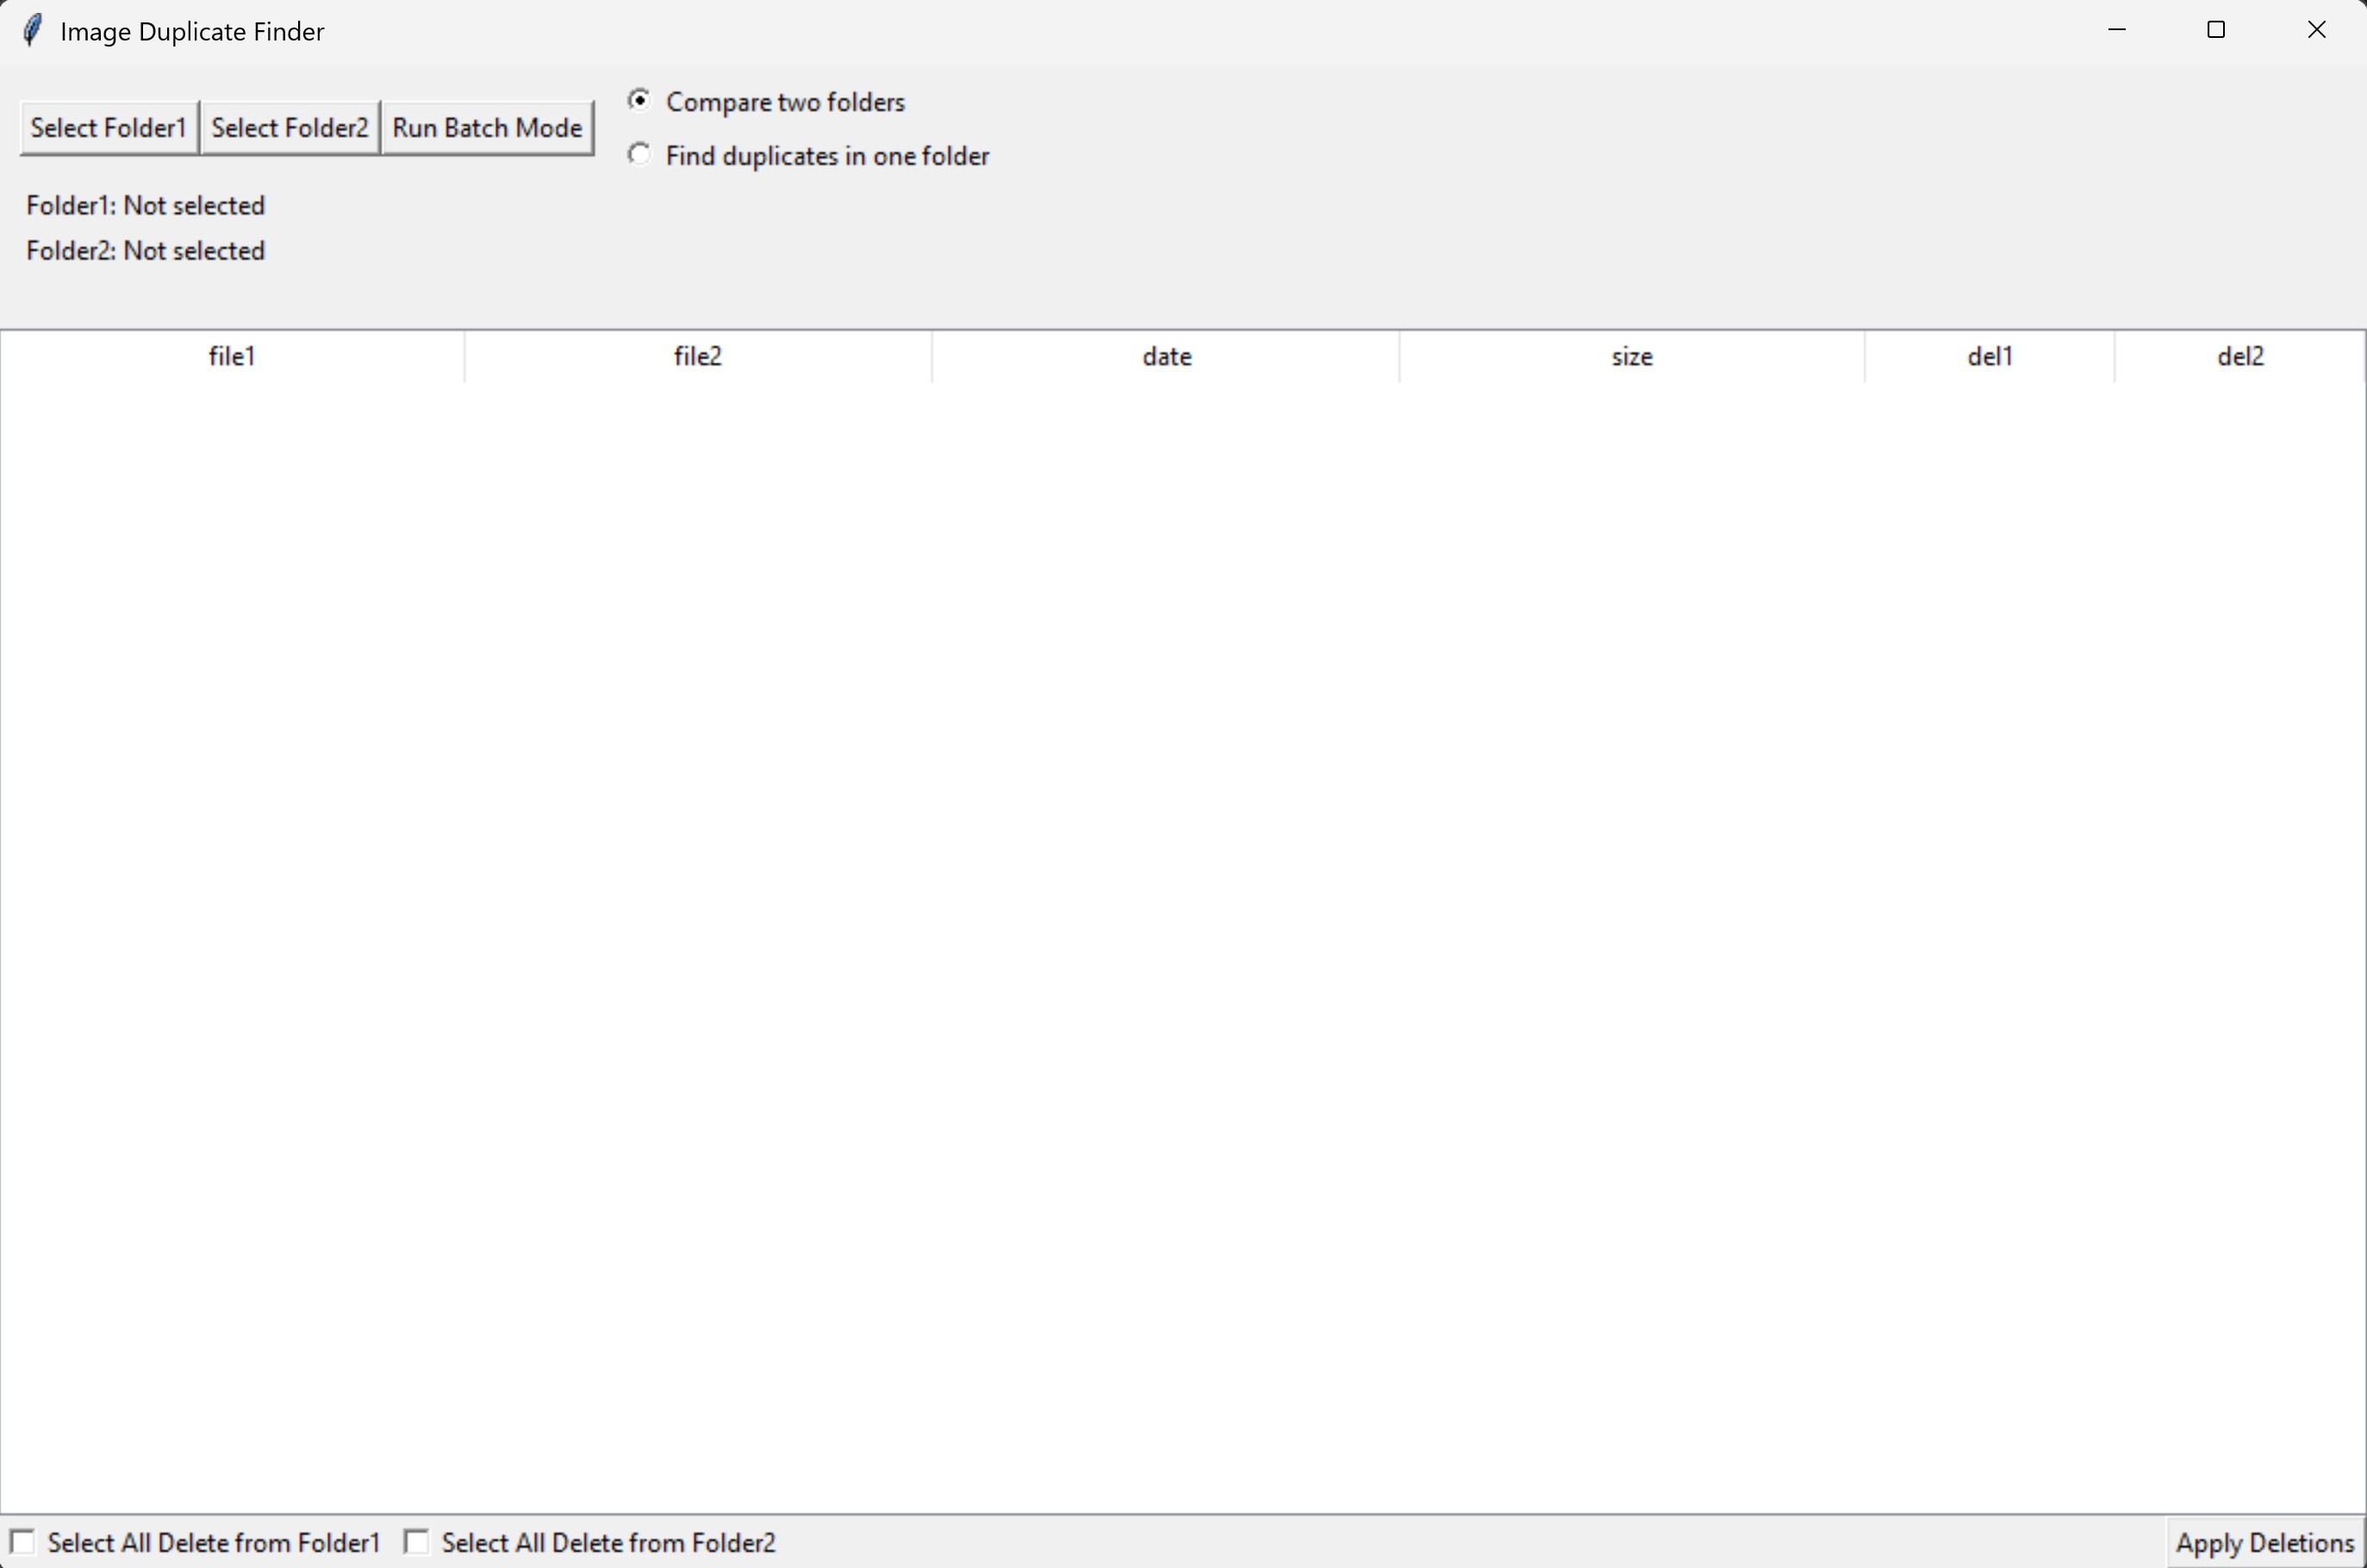 Image Duplicate Finder
Select Folder1 Select Folder2 Run Batch Mode
Compare two folders
Find duplicates in one folder
Folder1: Not selected
Folder2: Not selected
file1 file2 date size del1 del2
Select All Delete from Folder1 Select All Delete from Folder2 Apply Deletions